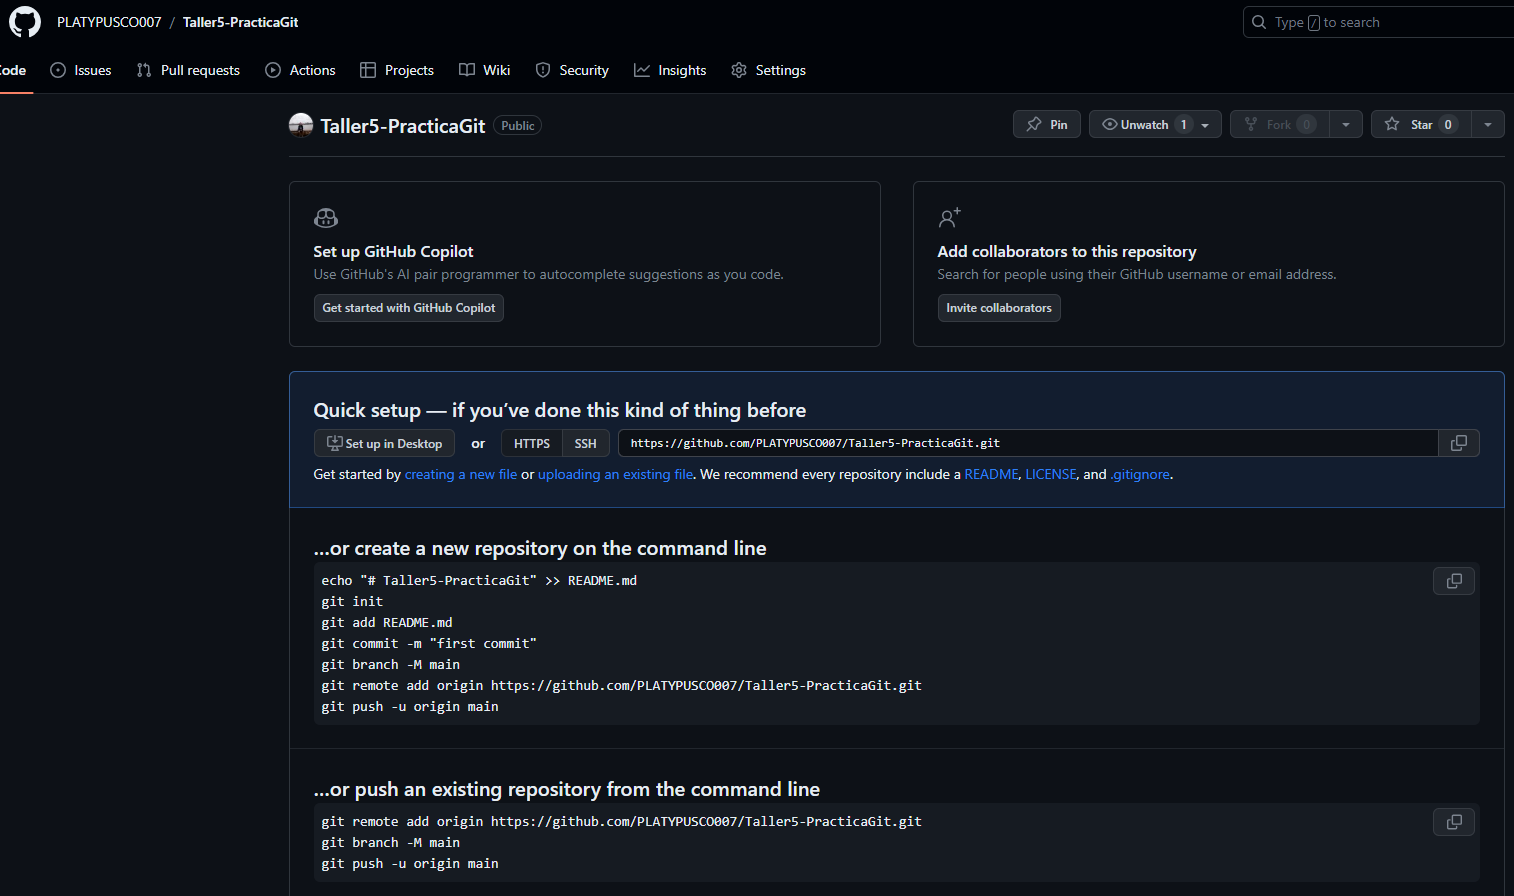 PLATYPUSCO007 / Taller5-PracticaGit
Type / to search
Code Issues Pull requests Actions Projects Wiki Security Insights Settings
Taller5-PracticaGit Public
Pin Unwatch 1 Fork 0 Star 0
Set up GitHub Copilot
Use GitHub's AI pair programmer to autocomplete suggestions as you code.
Get started with GitHub Copilot
Add collaborators to this repository
Search for people using their GitHub username or email address.
Invite collaborators
Quick setup — if you’ve done this kind of thing before
Set up in Desktop or HTTPS SSH https://github.com/PLATYPUSCO007/Taller5-PracticaGit.git
Get started by creating a new file or uploading an existing file. We recommend every repository include a README, LICENSE, and .gitignore.
…or create a new repository on the command line
echo "# Taller5-PracticaGit" >> README.md
git init
git add README.md
git commit -m "first commit"
git branch -M main
git remote add origin https://github.com/PLATYPUSCO007/Taller5-PracticaGit.git
git push -u origin main
…or push an existing repository from the command line
git remote add origin https://github.com/PLATYPUSCO007/Taller5-PracticaGit.git
git branch -M main
git push -u origin main